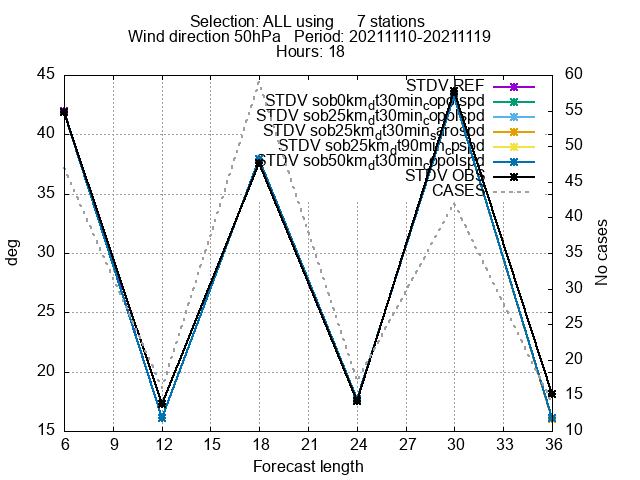 Selection: ALL using 7 stations
Wind direction 50hPa Period: 20211110-20211119
Hours: 18
45 60
STDV REF
STDV sob0km_dt30min_copolspd
STDV sob25km_dt30min_copolspd
STDV sob25km_dt30min_sarospd
STDV sob25km_dt90min_cpspd
STDV sob50km_dt30min_copolspd
STDV OBS
CASES
40 55
35 50
30 45
25 40
20 35
15 30
25
20
15
10
deg
No cases
6 9 12 15 18 21 24 27 30 33 36
Forecast length